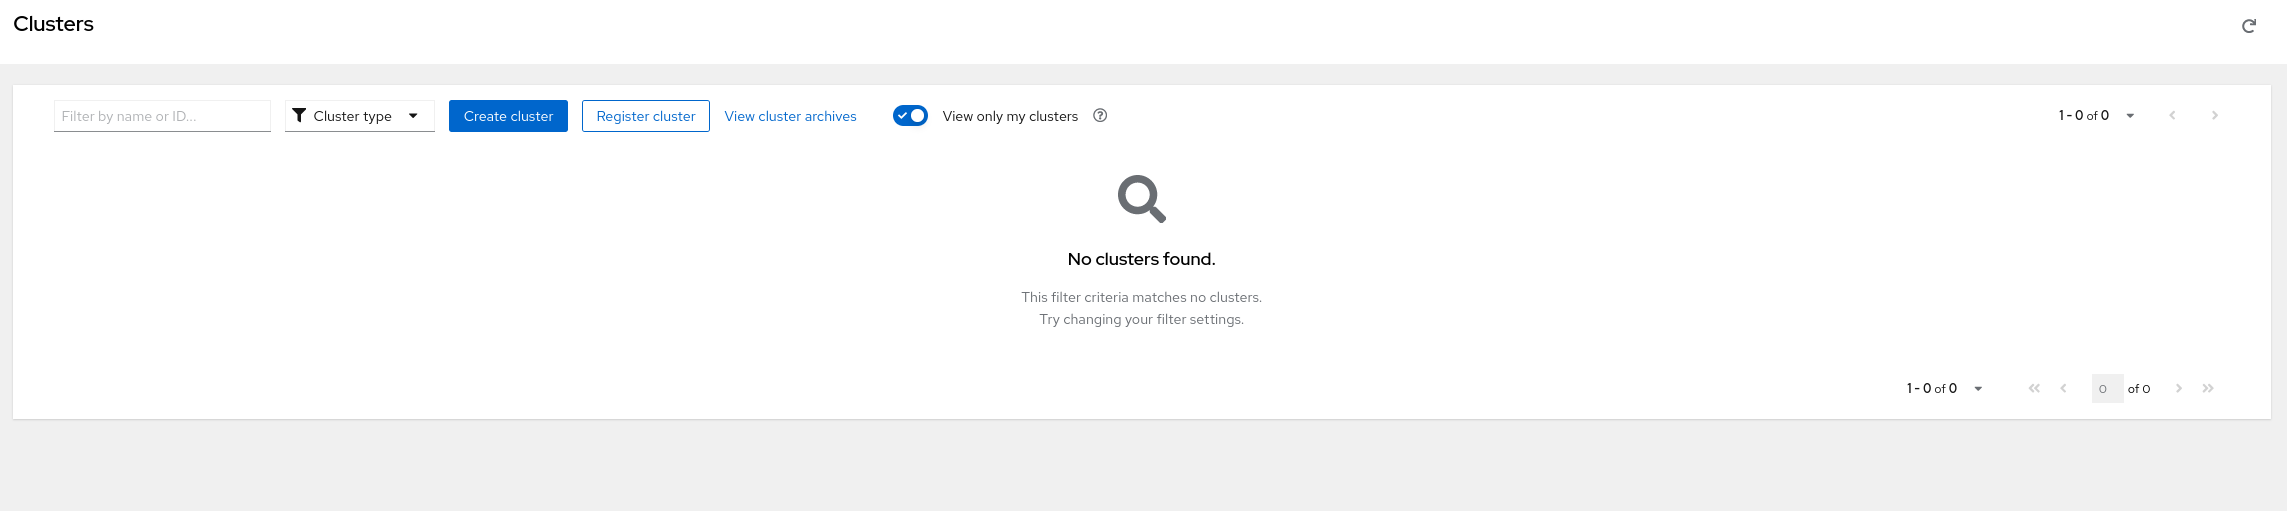 Clusters
Filter by name or ID... Cluster type Create cluster Register cluster View cluster archives View only my clusters 1 - 0 of 0
No clusters found.
This filter criteria matches no clusters.
Try changing your filter settings.
1 - 0 of 0 0 of 0